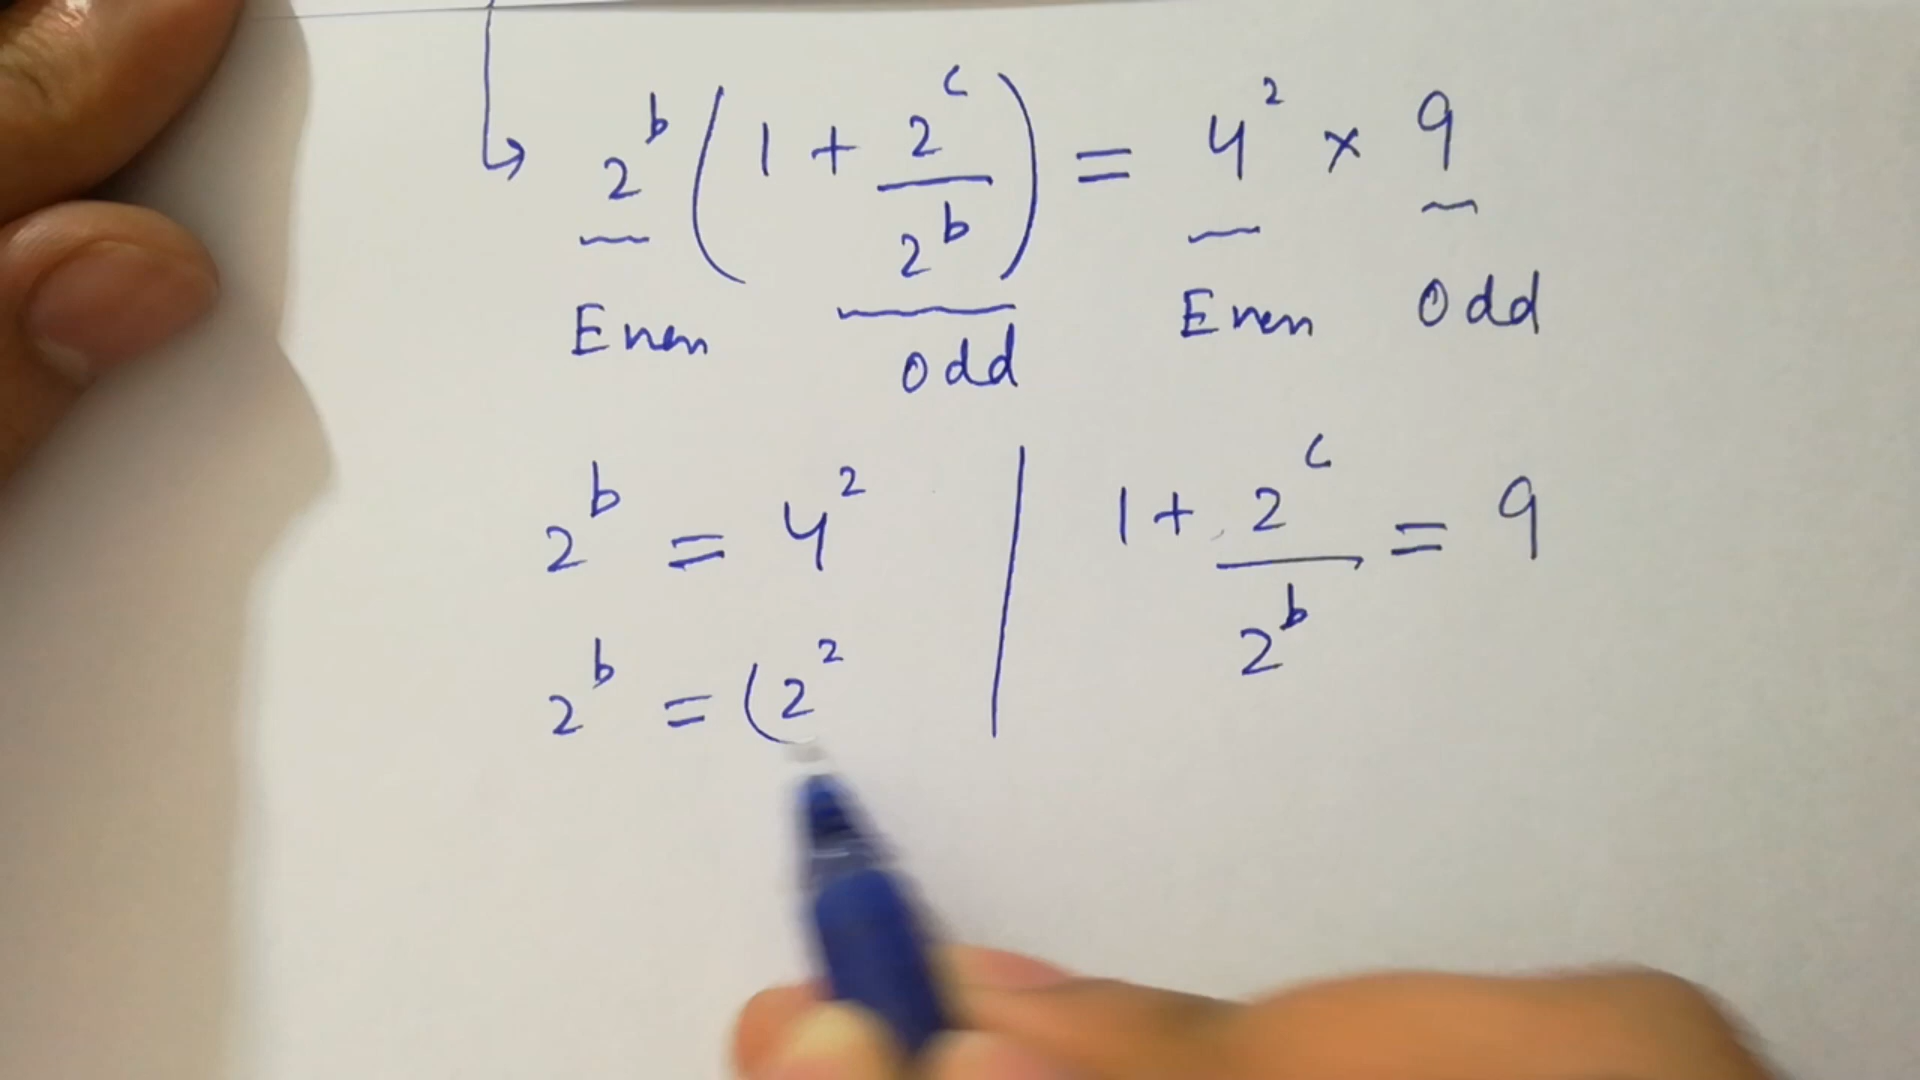 2^b ( 1 + 2^c / 2^b ) = 4^2 × 9
Even odd Even Odd
2^b = 4^2 | 1 + 2^c / 2^b = 9
2^b = (2^2